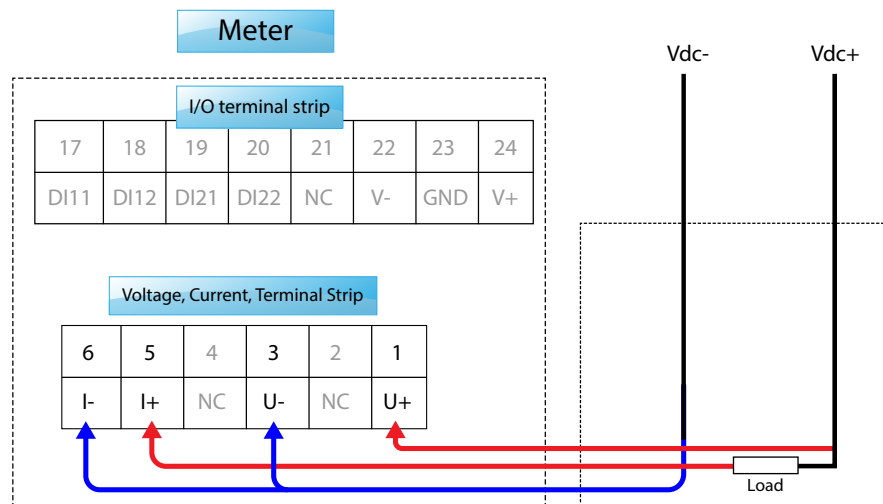 Meter
Vdc- Vdc+
I/O terminal strip
17 18 19 20 21 22 23 24
DI11 DI12 DI21 DI22 NC V- GND V+
Voltage, Current, Terminal Strip
6 5 4 3 2 1
I- I+ NC U- NC U+
Load